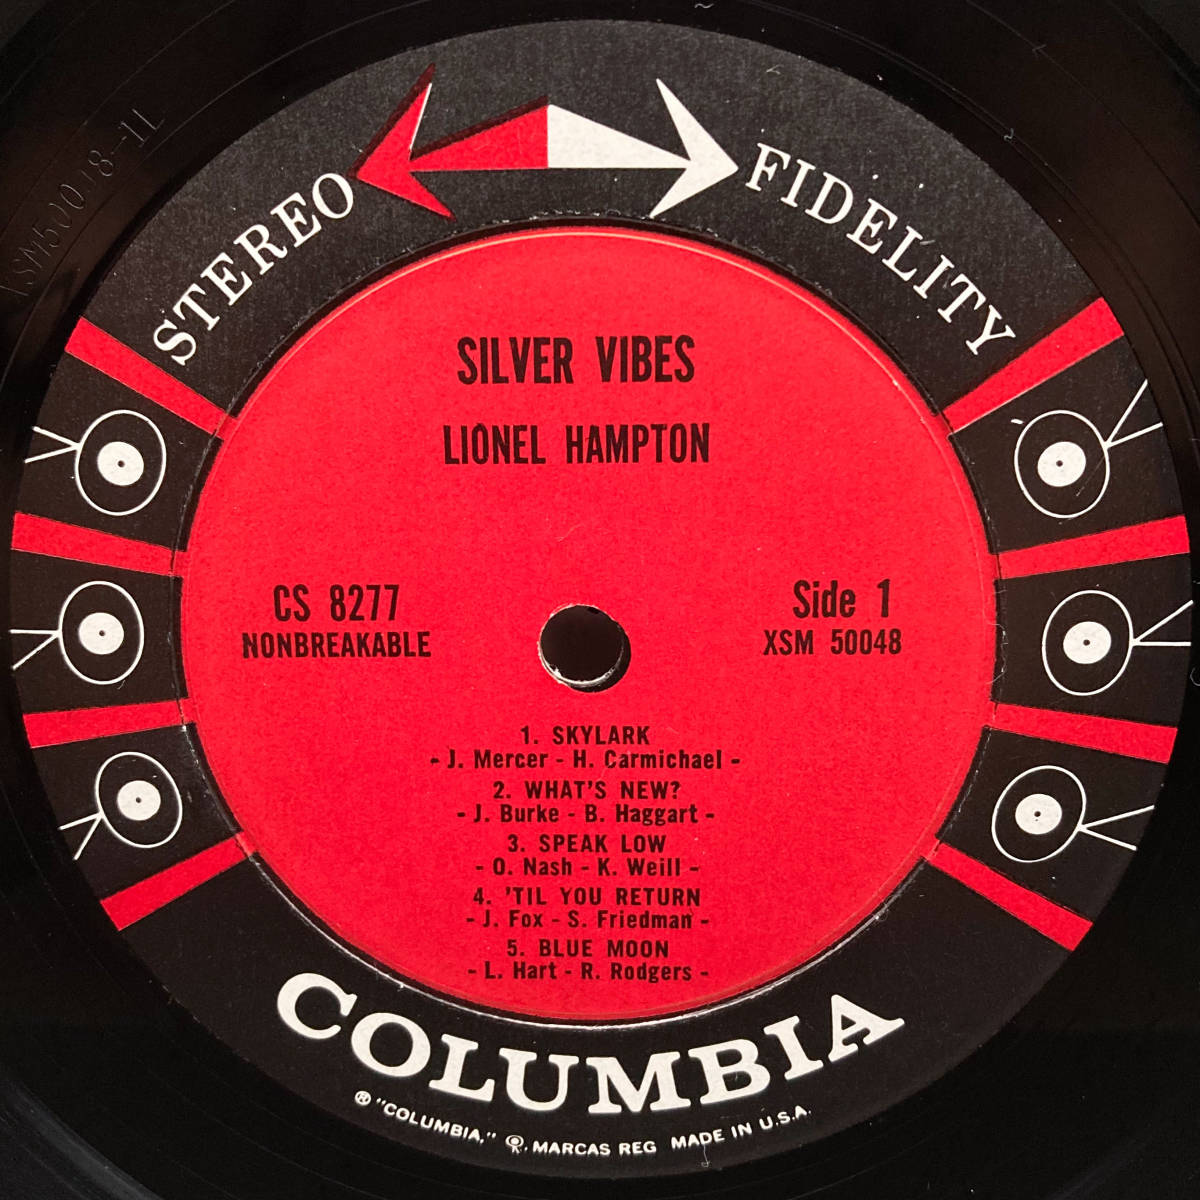 STEREO FIDELITY
SILVER VIBES
LIONEL HAMPTON
CS 8277
NONBREAKABLE
Side 1
XSM 50048
1. SKYLARK
- J. Mercer - H. Carmichael -
2. WHAT'S NEW?
- J. Burke - B. Haggart -
3. SPEAK LOW
- O. Nash - K. Weill -
4. 'TIL YOU RETURN
- J. Fox - S. Friedman -
5. BLUE MOON
- L. Hart - R. Rodgers -
COLUMBIA
® "COLUMBIA," MARCAS REG MADE IN U.S.A.